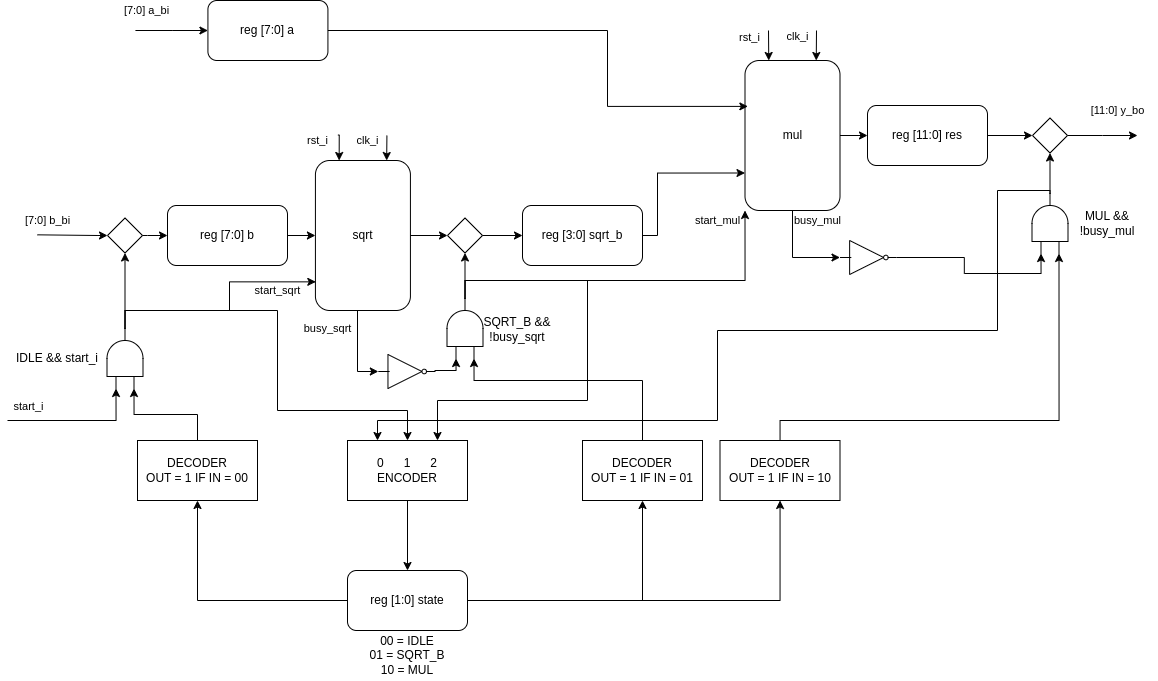 [7:0] a_bi
reg [7:0] a
rst_i
clk_i
mul
reg [11:0] res
[11:0] y_bo
rst_i
clk_i
[7:0] b_bi
reg [7:0] b
sqrt
reg [3:0] sqrt_b
start_mul
busy_mul
MUL &&
!busy_mul
start_sqrt
busy_sqrt
SQRT_B &&
!busy_sqrt
IDLE && start_i
start_i
DECODER
OUT = 1 IF IN = 00
0 1 2
ENCODER
DECODER
OUT = 1 IF IN = 01
DECODER
OUT = 1 IF IN = 10
reg [1:0] state
00 = IDLE
01 = SQRT_B
10 = MUL